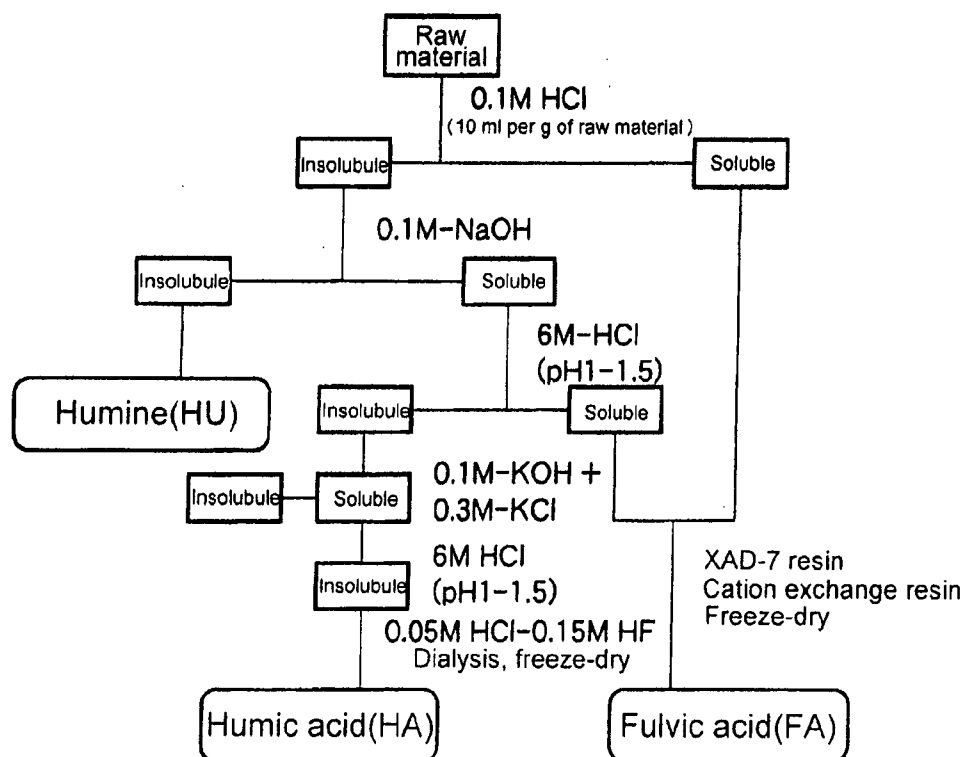 Raw
material
0.1M HCl
(10 ml per g of raw material)
Insolubule
Soluble
0.1M-NaOH
Insolubule
Soluble
6M-HCl
(pH1-1.5)
Humine(HU)
Insolubule
Soluble
Insolubule
Soluble
0.1M-KOH +
0.3M-KCl
6M HCl
(pH1-1.5)
Insolubule
XAD-7 resin
Cation exchange resin
Freeze-dry
0.05M HCl-0.15M HF
Dialysis, freeze-dry
Humic acid(HA)
Fulvic acid(FA)